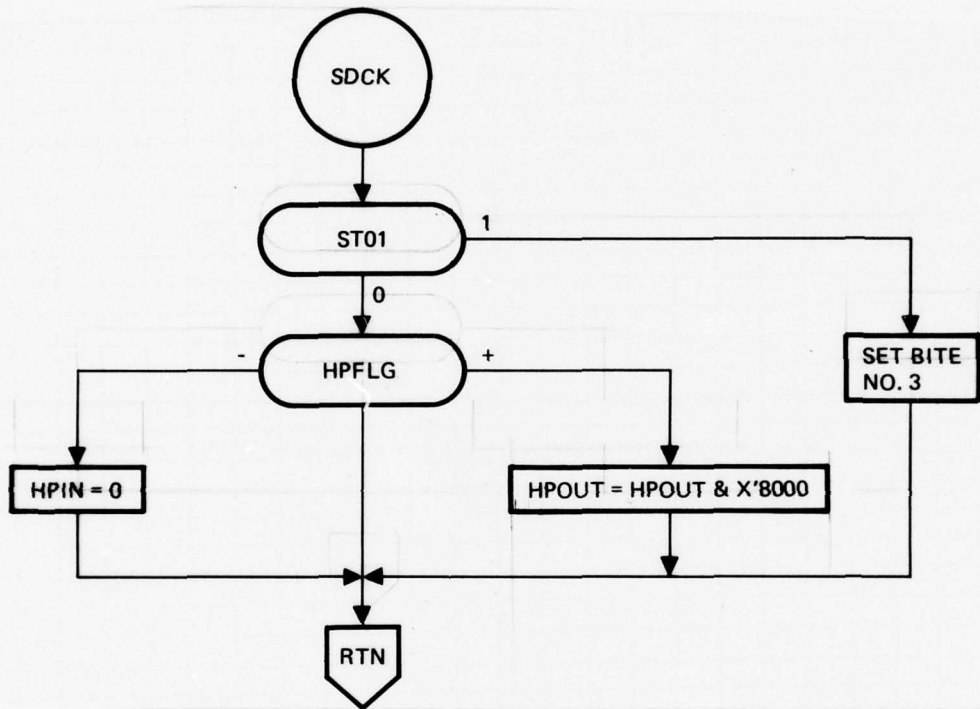 SDCK
ST01
1
0
-
HPFLG
+
SET BITE
NO. 3
HPIN = 0
HPOUT = HPOUT & X'8000
RTN